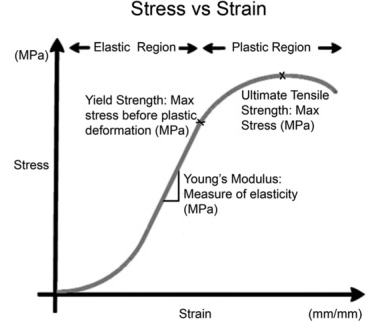 Stress vs Strain
Elastic Region
Plastic Region
(MPa)
Yield Strength: Max
stress before plastic
deformation (MPa)
Ultimate Tensile
Strength: Max
Stress (MPa)
Stress
Young's Modulus:
Measure of elasticity
(MPa)
Strain
(mm/mm)